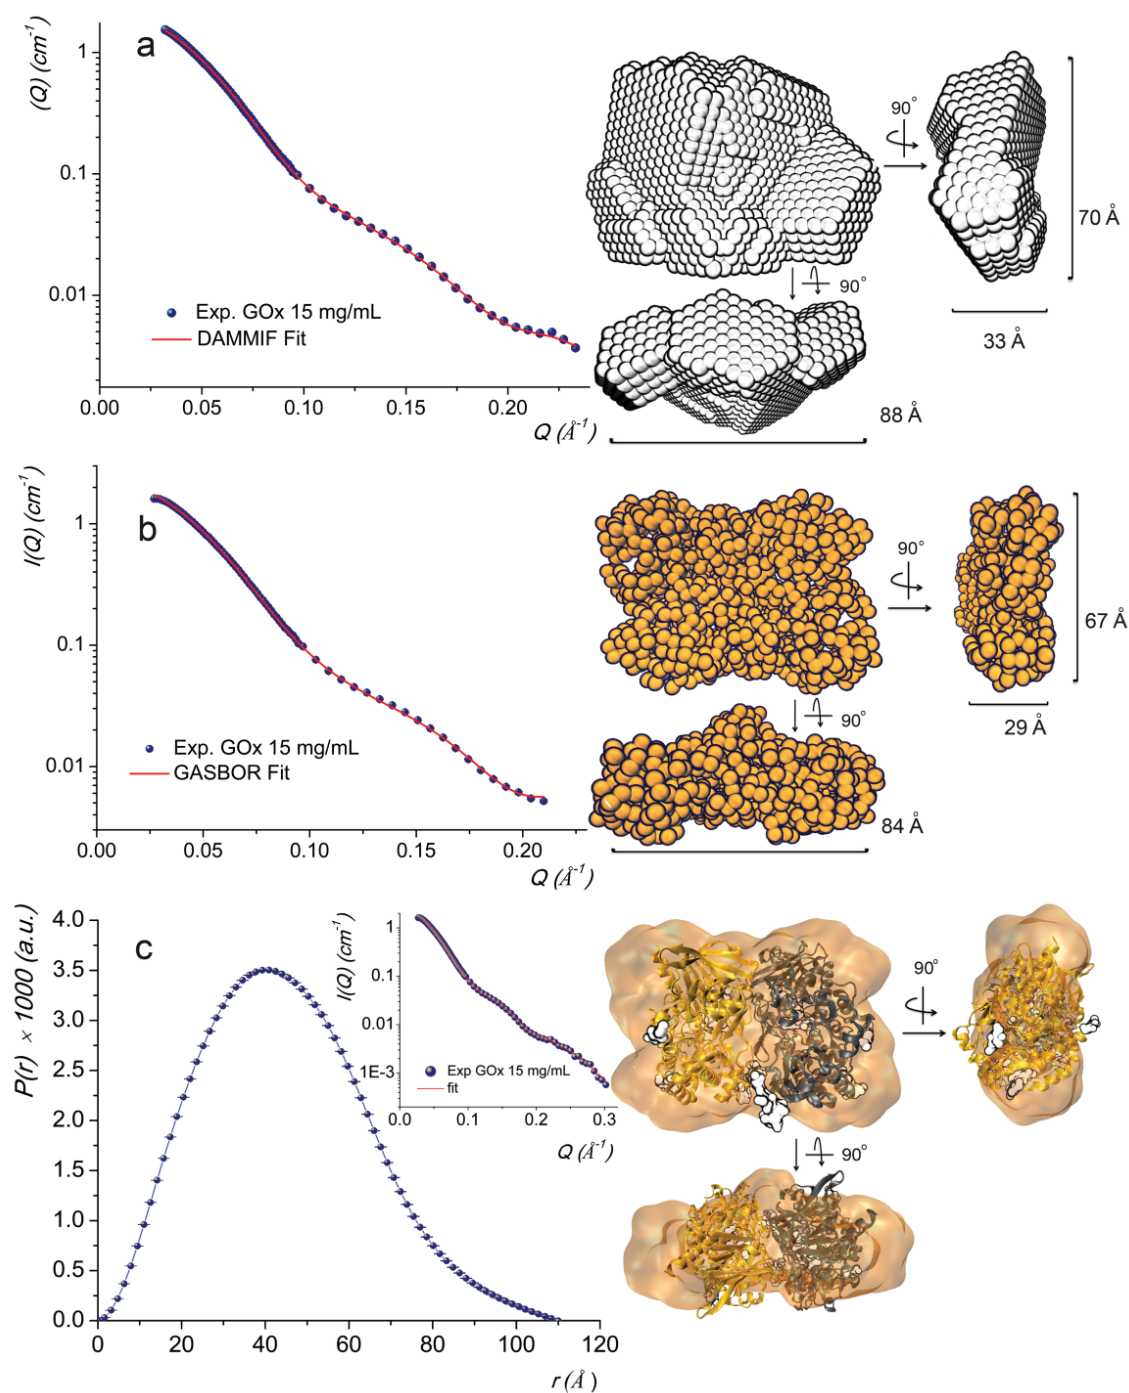 a
(Q) (cm⁻¹)
1
0.1
0.01
Exp. GOx 15 mg/mL
DAMMIF Fit
0.00 0.05 0.10 0.15 0.20
Q (Å⁻¹)
90°
70 Å
33 Å
90°
88 Å
b
I(Q) (cm⁻¹)
1
0.1
0.01
Exp. GOx 15 mg/mL
GASBOR Fit
0.00 0.05 0.10 0.15 0.20
Q (Å⁻¹)
90°
67 Å
29 Å
90°
84 Å
c
P(r) × 1000 (a.u.)
4.0
3.5
3.0
2.5
2.0
1.5
1.0
0.5
0.0
0 20 40 60 80 100 120
r (Å)
I(Q) (cm⁻¹)
1
0.1
0.01
1E-3
Exp GOx 15 mg/mL
fit
0.0 0.1 0.2 0.3
Q (Å⁻¹)
90°
90°